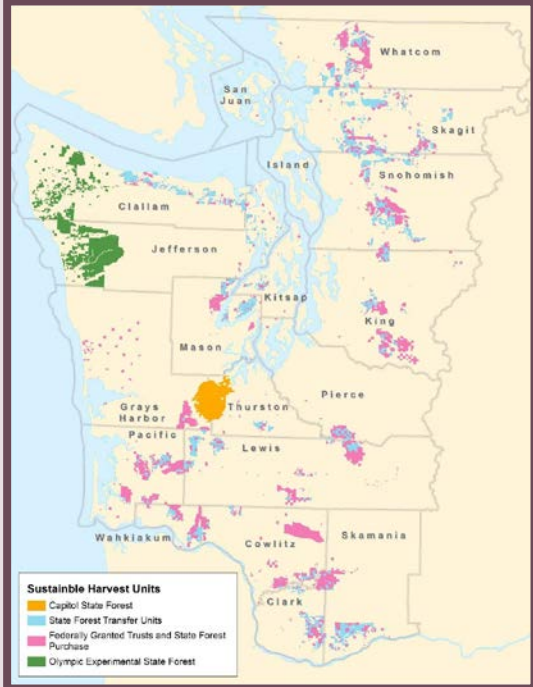 Whatcom
San
Juan
Skagit
Island
Snohomish
Clallam
Jefferson
Kitsap
King
Mason
Pierce
Grays
Harbor
Thurston
Pacific
Lewis
Wahkiakum
Cowlitz
Skamania
Clark
Sustainble Harvest Units
Capitol State Forest
State Forest Transfer Units
Federally Granted Trusts and State Forest
Purchase
Olympic Experimental State Forest